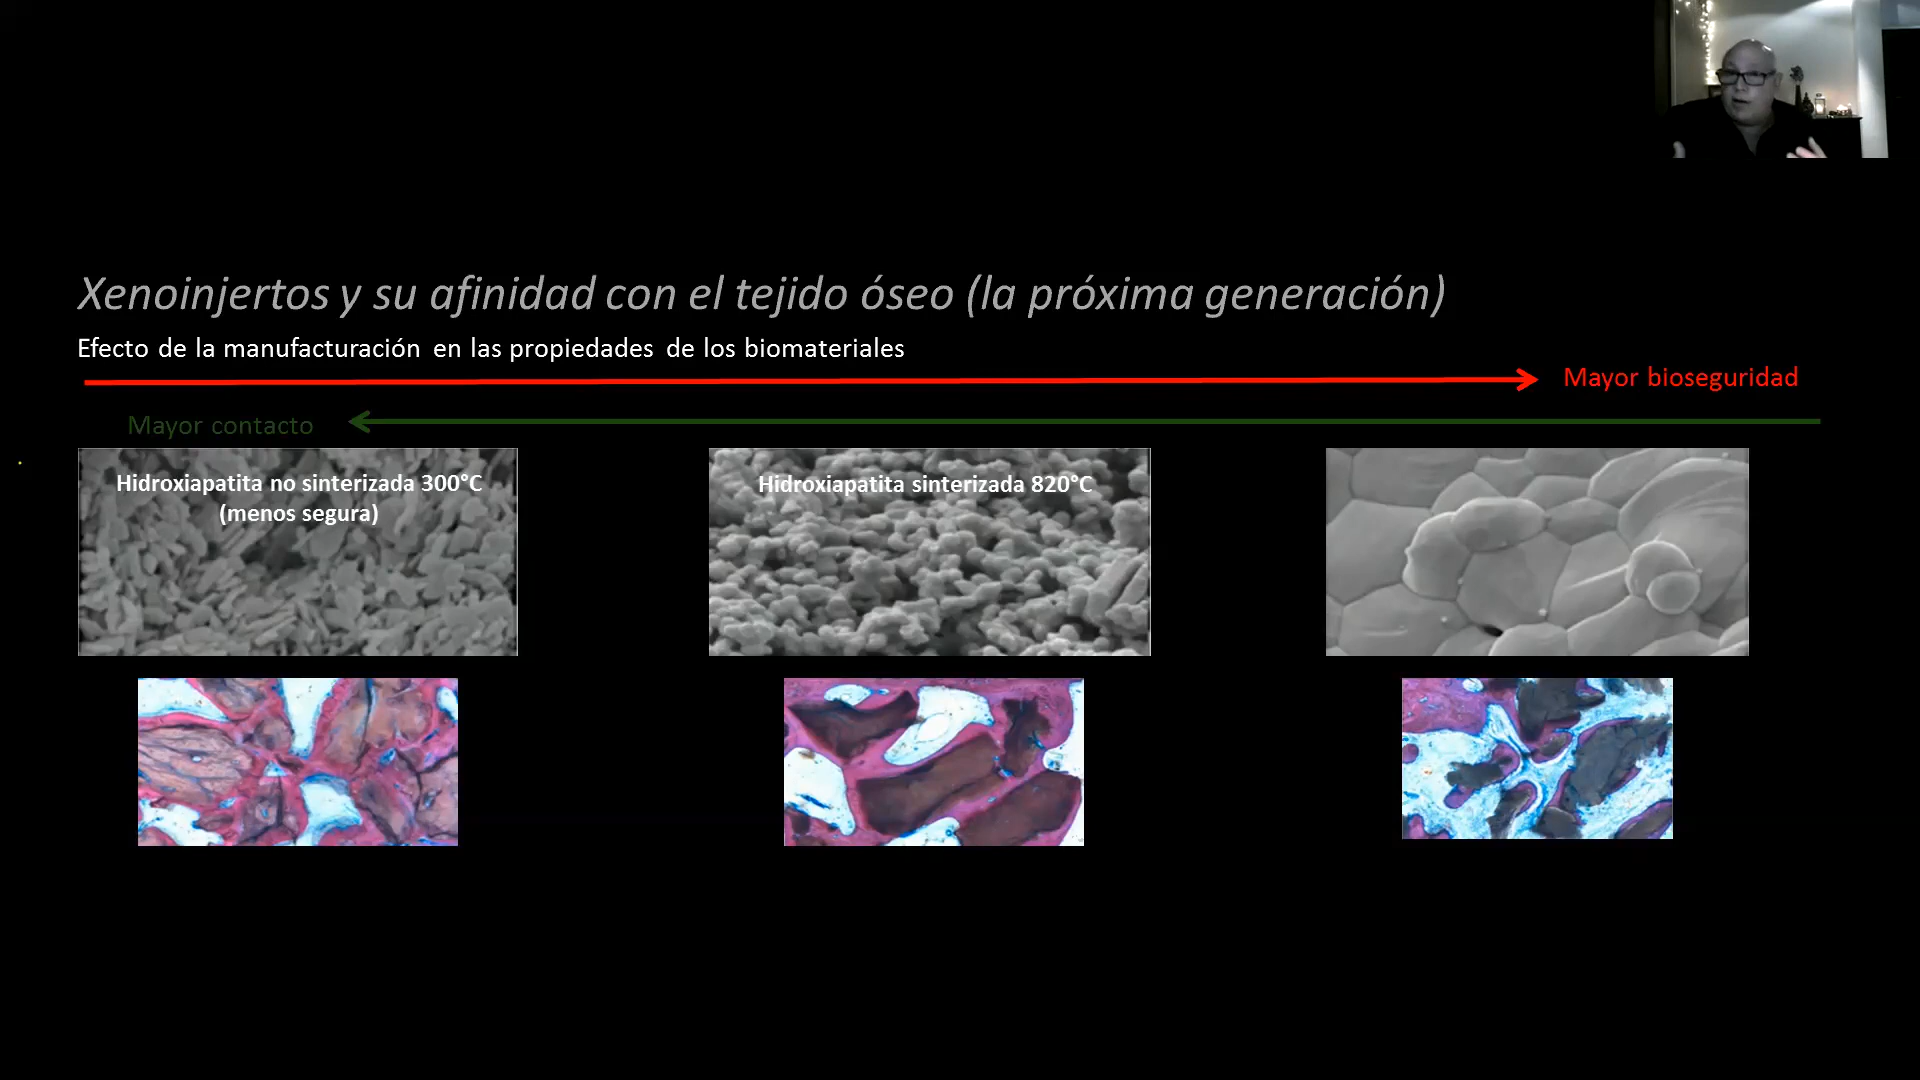 Xenoinjertos y su afinidad con el tejido óseo (la próxima generación)
Efecto de la manufacturación en las propiedades de los biomateriales
Mayor bioseguridad
Mayor contacto
Hidroxiapatita no sinterizada 300°C
(menos segura)
Hidroxiapatita sinterizada 820°C